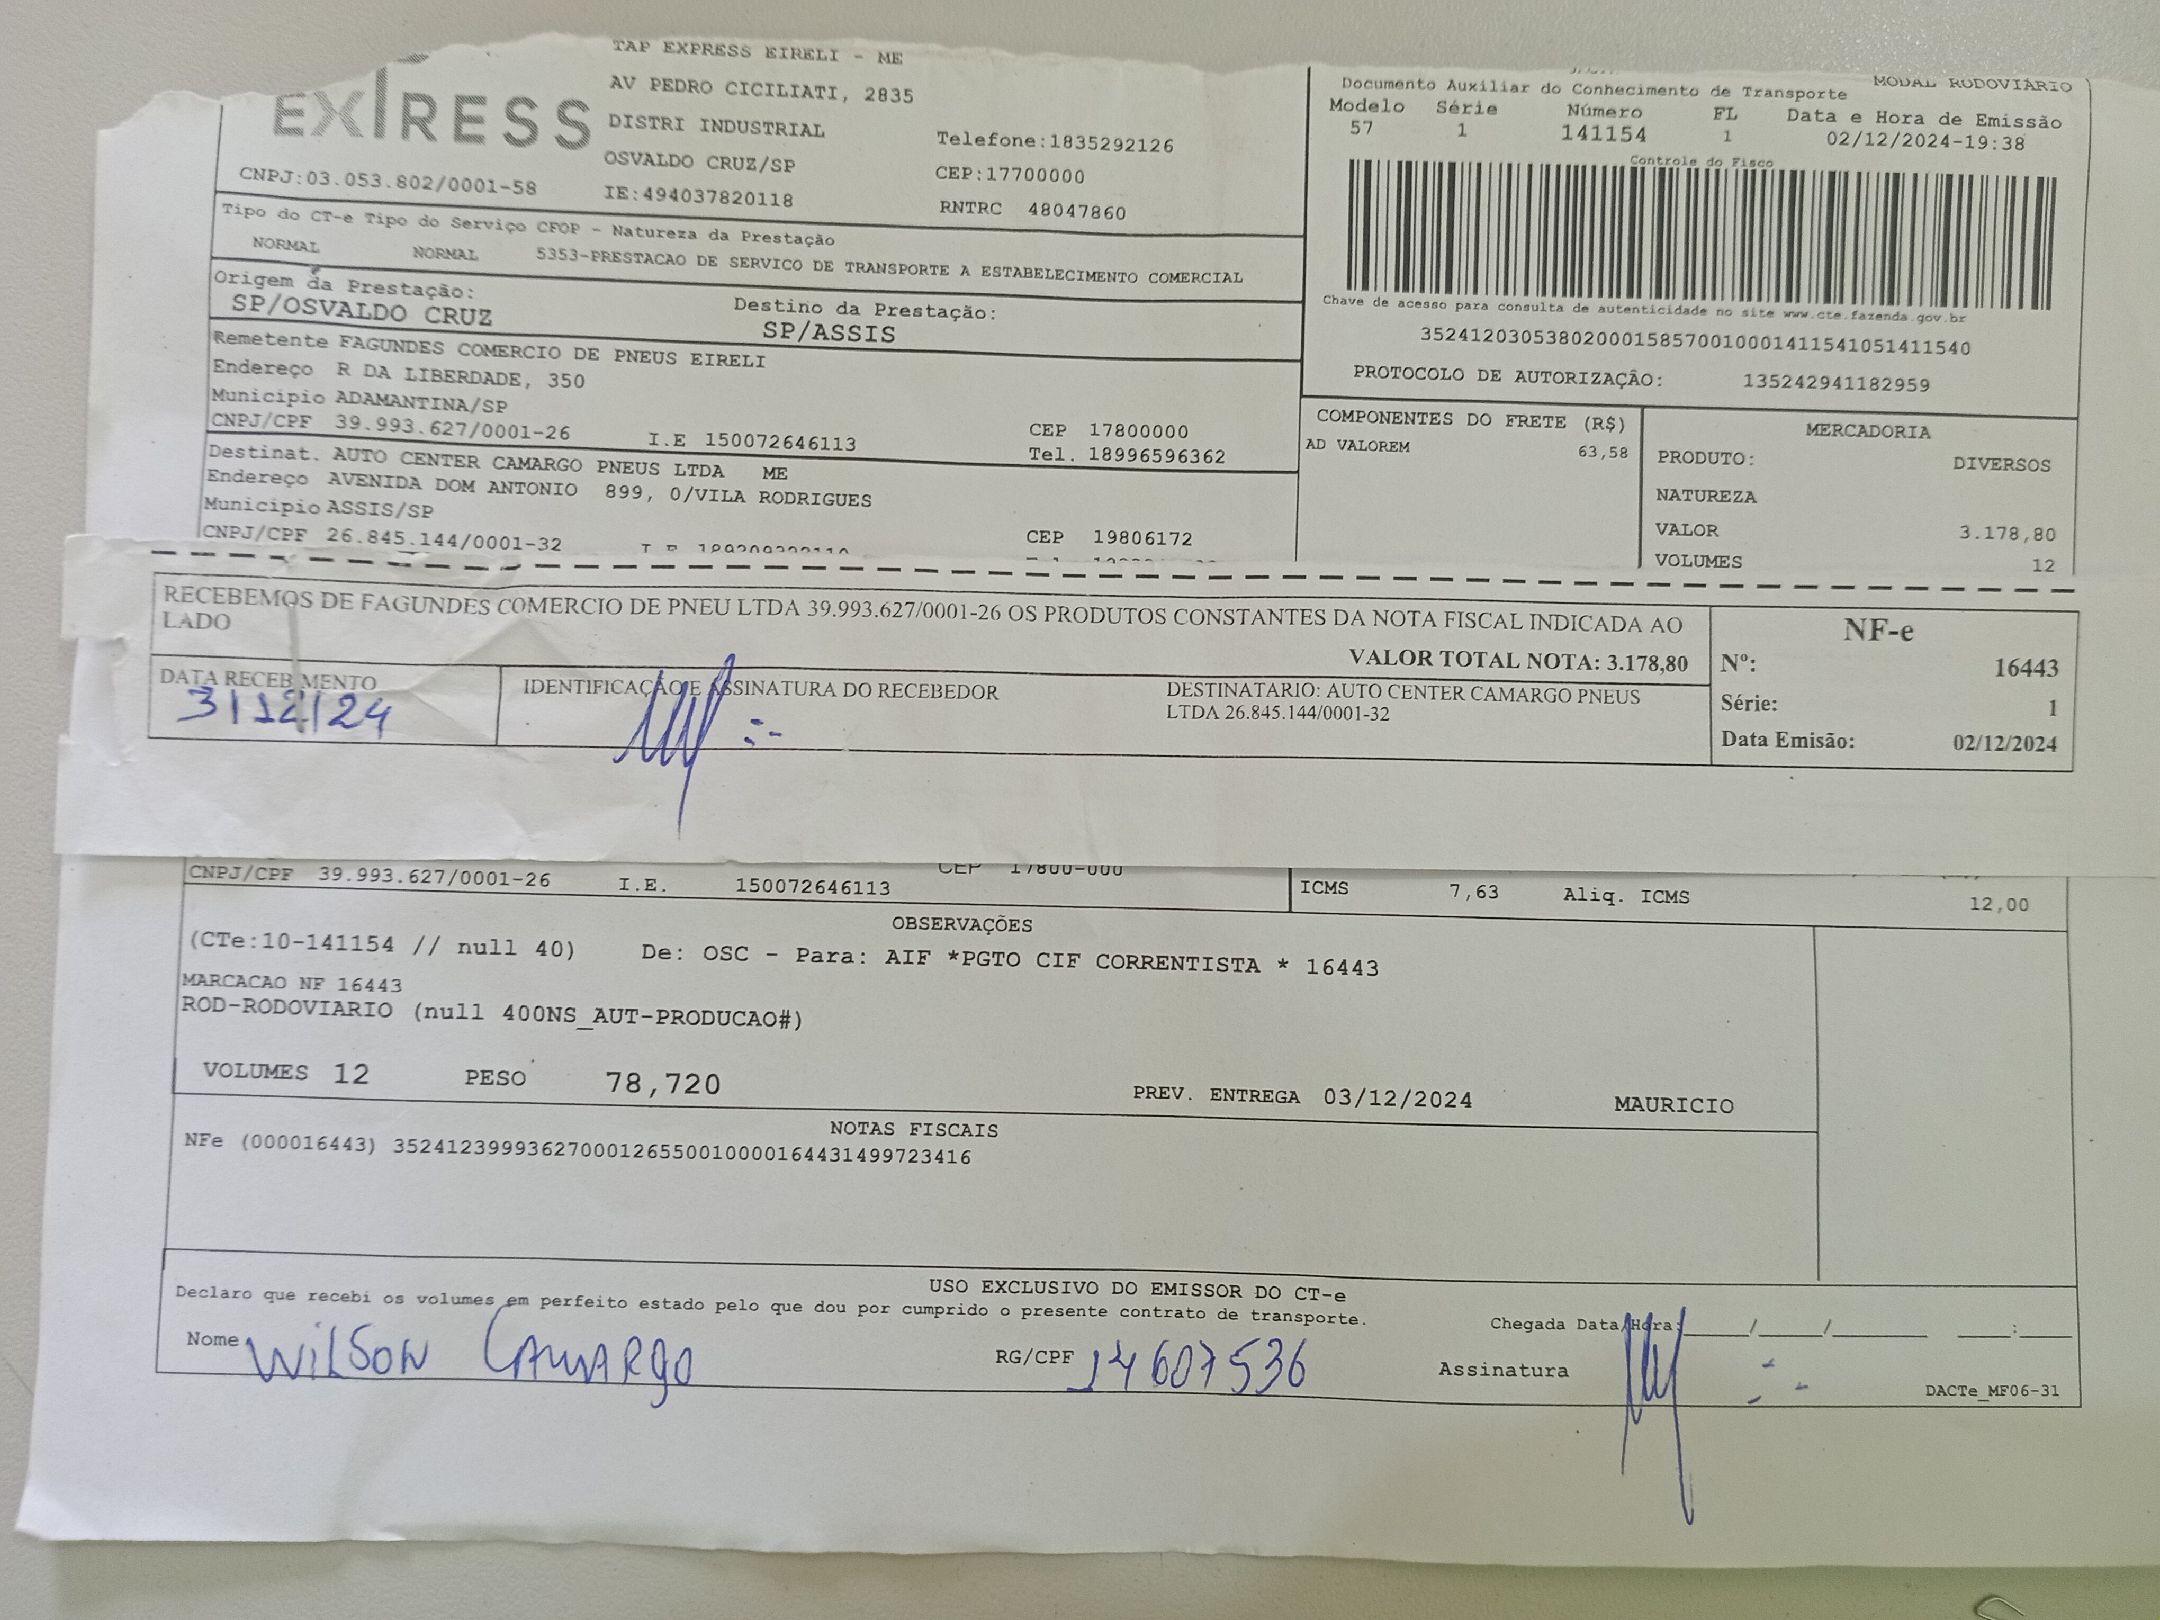 TAP EXPRESS EIRELI - ME
EXPRESS
AV PEDRO CICILIATI, 2835
DISTRI INDUSTRIAL
Telefone:1835292126
OSVALDO CRUZ/SP
CEP:17700000
CNPJ:03.053.802/0001-58
IE:494037820118
RNTRC 48047860
MODAL RODOVIÁRIO
Documento Auxiliar do Conhecimento de Transporte
Modelo Série Número FL Data e Hora de Emissão
57 1 141154 1 02/12/2024-19:38
Controle do Fisco
Chave de acesso para consulta de autenticidade no site www.cte.fazenda.gov.br
35241203053802000158570010001411541051411540
PROTOCOLO DE AUTORIZAÇÃO: 135242941182959
Tipo do CT-e Tipo do Serviço CFOP - Natureza da Prestação
NORMAL NORMAL 5353-PRESTACAO DE SERVICO DE TRANSPORTE A ESTABELECIMENTO COMERCIAL
Origem da Prestação: Destino da Prestação:
SP/OSVALDO CRUZ SP/ASSIS
Remetente FAGUNDES COMERCIO DE PNEUS EIRELI
Endereço R DA LIBERDADE, 350
Municipio ADAMANTINA/SP CEP 17800000
CNPJ/CPF 39.993.627/0001-26 I.E 150072646113 Tel. 18996596362
Destinat. AUTO CENTER CAMARGO PNEUS LTDA ME
Endereço AVENIDA DOM ANTONIO 899, 0/VILA RODRIGUES
Municipio ASSIS/SP CEP 19806172
CNPJ/CPF 26.845.144/0001-32
COMPONENTES DO FRETE (R$)
AD VALOREM 63,58
MERCADORIA
PRODUTO: DIVERSOS
NATUREZA
VALOR 3.178,80
VOLUMES 12
RECEBEMOS DE FAGUNDES COMERCIO DE PNEU LTDA 39.993.627/0001-26 OS PRODUTOS CONSTANTES DA NOTA FISCAL INDICADA AO
LADO
VALOR TOTAL NOTA: 3.178,80
DATA RECEBIMENTO
3/12/24
IDENTIFICAÇÃO E ASSINATURA DO RECEBEDOR
DESTINATARIO: AUTO CENTER CAMARGO PNEUS
LTDA 26.845.144/0001-32
NF-e
Nº: 16443
Série: 1
Data Emisão: 02/12/2024
CEP 17800-000
CNPJ/CPF 39.993.627/0001-26 I.E. 150072646113
ICMS 7,63 Aliq. ICMS 12,00
OBSERVAÇÕES
(CTe:10-141154 // null 40) De: OSC - Para: AIF *PGTO CIF CORRENTISTA * 16443
MARCACAO NF 16443
ROD-RODOVIARIO (null 400NS_AUT-PRODUCAO#)
VOLUMES 12 PESO 78,720 PREV. ENTREGA 03/12/2024 MAURICIO
NOTAS FISCAIS
NFe (000016443) 35241239993627000126550010000164431499723416
USO EXCLUSIVO DO EMISSOR DO CT-e
Declaro que recebi os volumes em perfeito estado pelo que dou por cumprido o presente contrato de transporte.
Chegada Data/Hora: ____/____/____ ___:___
Nome WILSON CAMARGO RG/CPF 14607536 Assinatura
DACTe_MF06-31